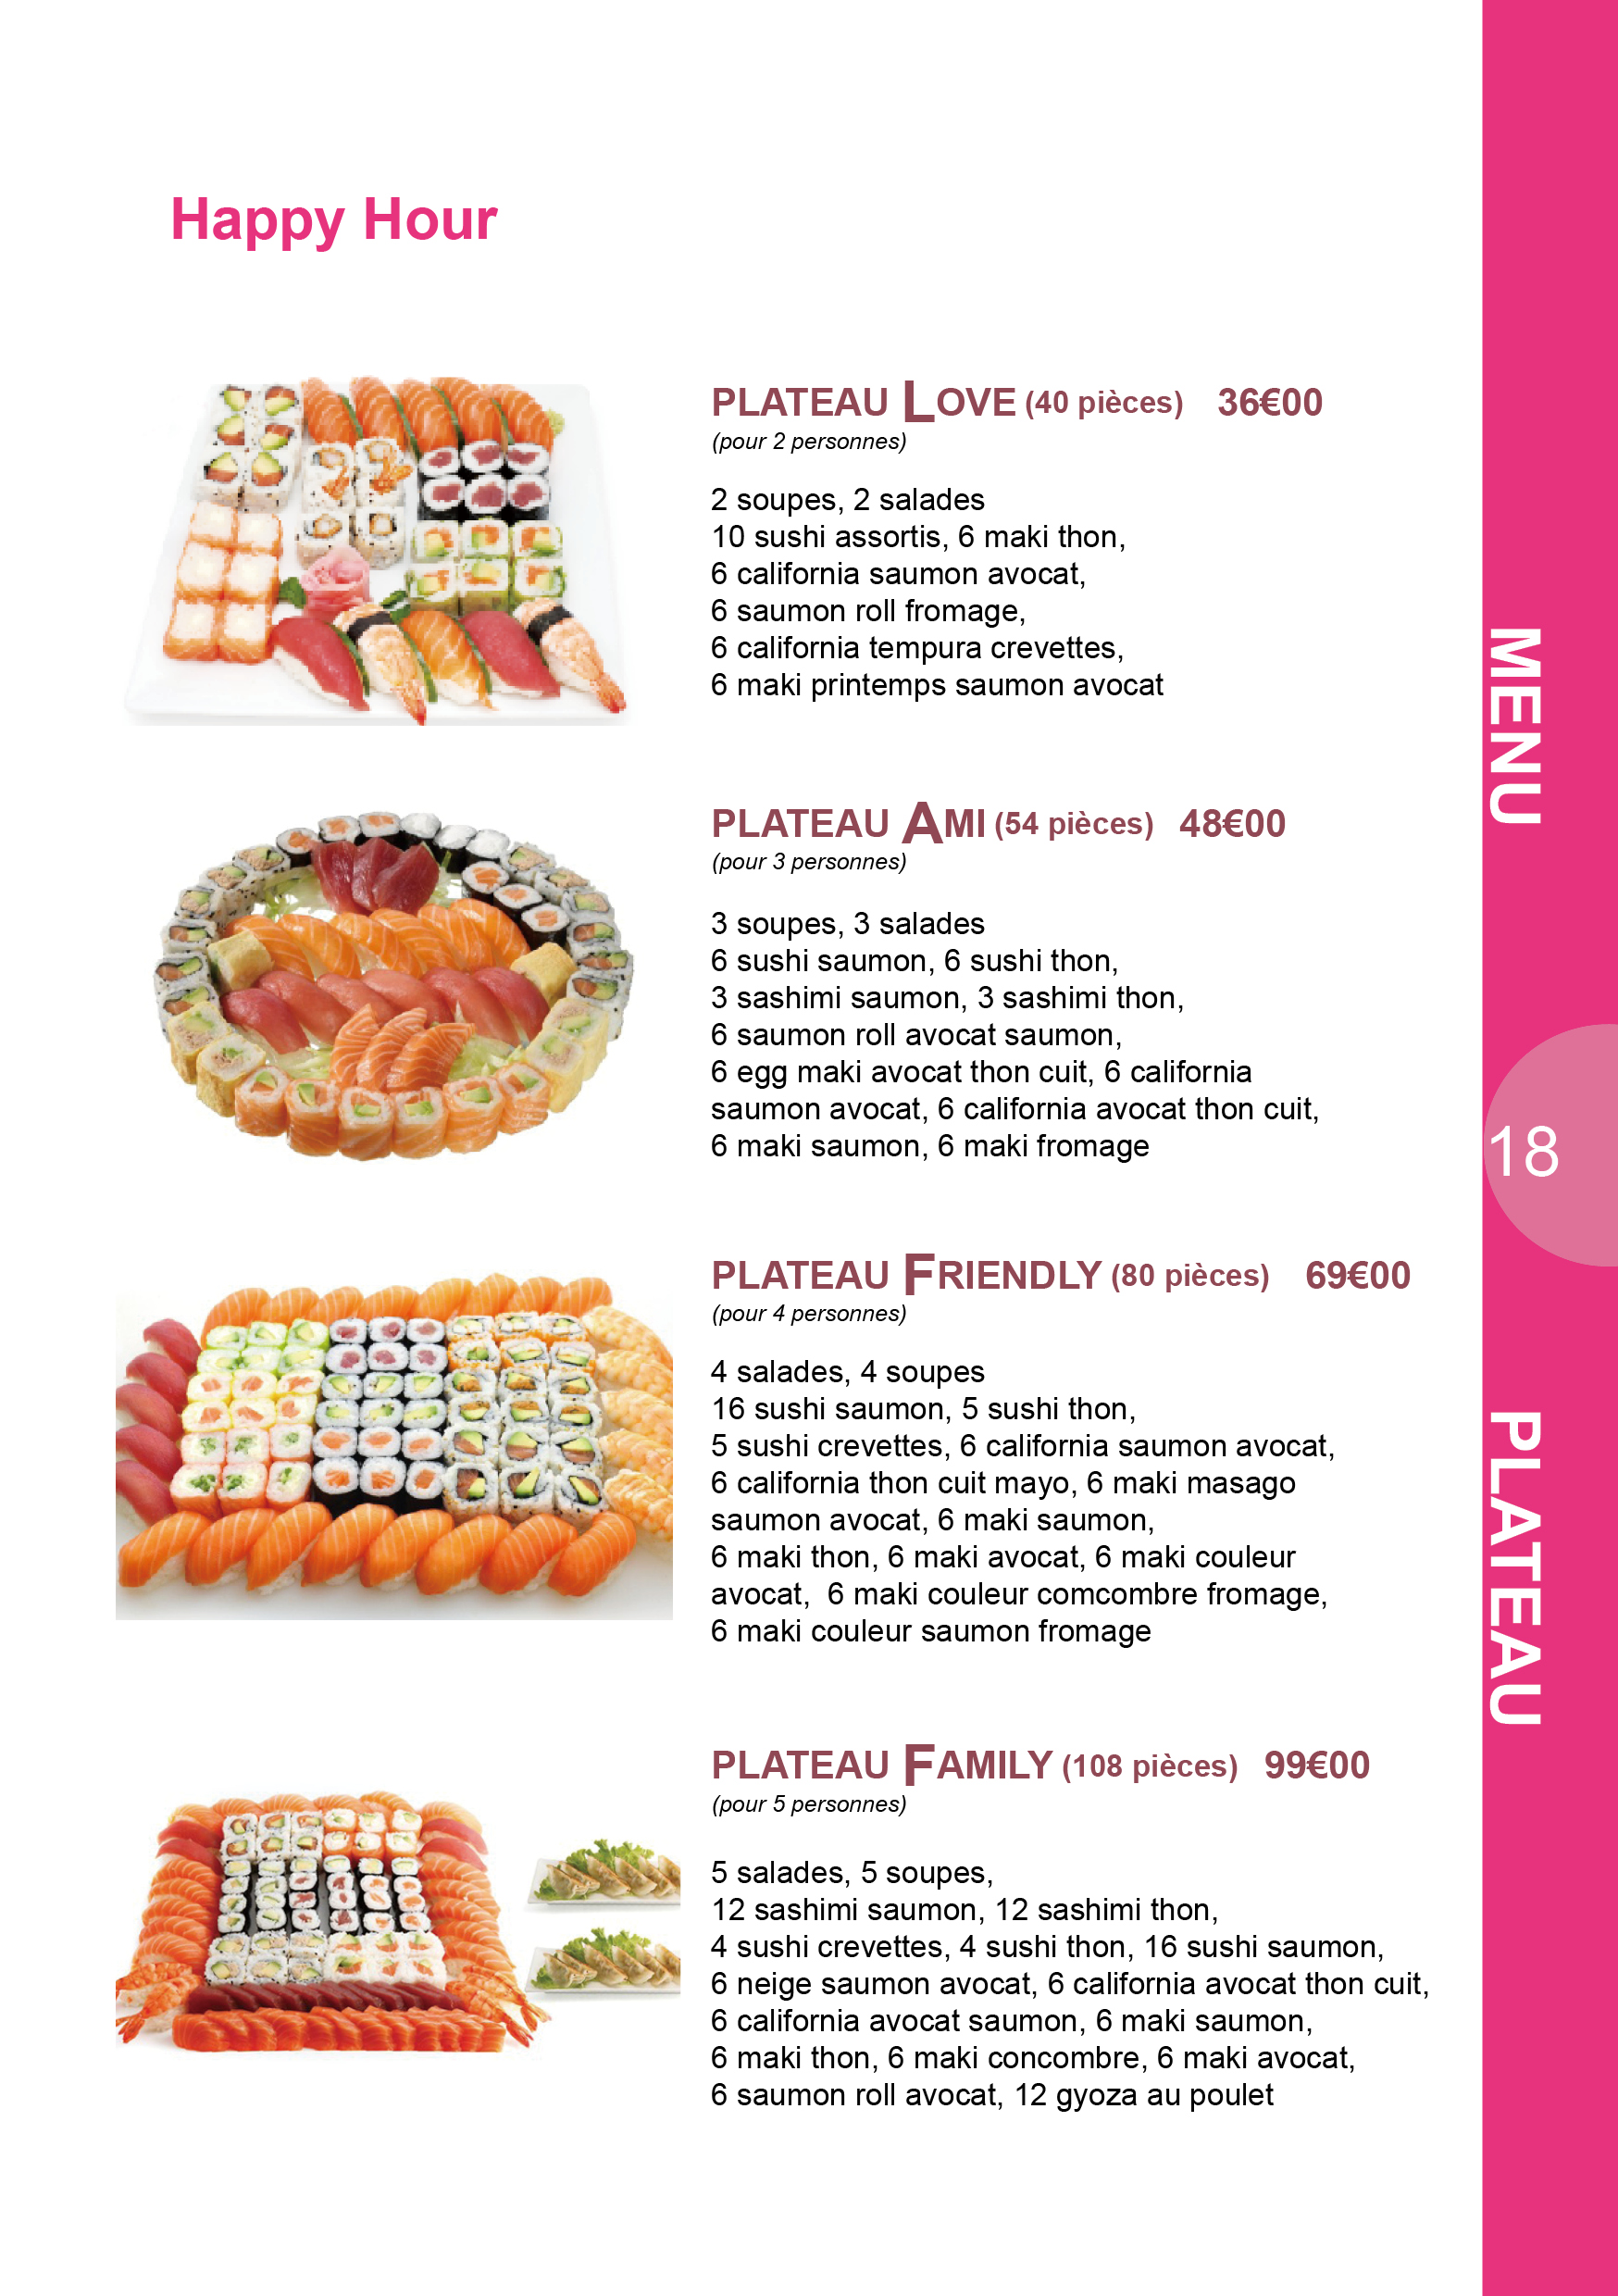 Happy Hour
PLATEAU LOVE (40 pièces) 36€00
(pour 2 personnes)
2 soupes, 2 salades
10 sushi assortis, 6 maki thon,
6 california saumon avocat,
6 saumon roll fromage,
6 california tempura crevettes,
6 maki printemps saumon avocat
PLATEAU AMI (54 pièces) 48€00
(pour 3 personnes)
3 soupes, 3 salades
6 sushi saumon, 6 sushi thon,
3 sashimi saumon, 3 sashimi thon,
6 saumon roll avocat saumon,
6 egg maki avocat thon cuit, 6 california
saumon avocat, 6 california avocat thon cuit,
6 maki saumon, 6 maki fromage
PLATEAU FRIENDLY (80 pièces) 69€00
(pour 4 personnes)
4 salades, 4 soupes
16 sushi saumon, 5 sushi thon,
5 sushi crevettes, 6 california saumon avocat,
6 california thon cuit mayo, 6 maki masago
saumon avocat, 6 maki saumon,
6 maki thon, 6 maki avocat, 6 maki couleur
avocat, 6 maki couleur comcombre fromage,
6 maki couleur saumon fromage
PLATEAU FAMILY (108 pièces) 99€00
(pour 5 personnes)
5 salades, 5 soupes,
12 sashimi saumon, 12 sashimi thon,
4 sushi crevettes, 4 sushi thon, 16 sushi saumon,
6 neige saumon avocat, 6 california avocat thon cuit,
6 california avocat saumon, 6 maki saumon,
6 maki thon, 6 maki concombre, 6 maki avocat,
6 saumon roll avocat, 12 gyoza au poulet
MENU
18
PLATEAU